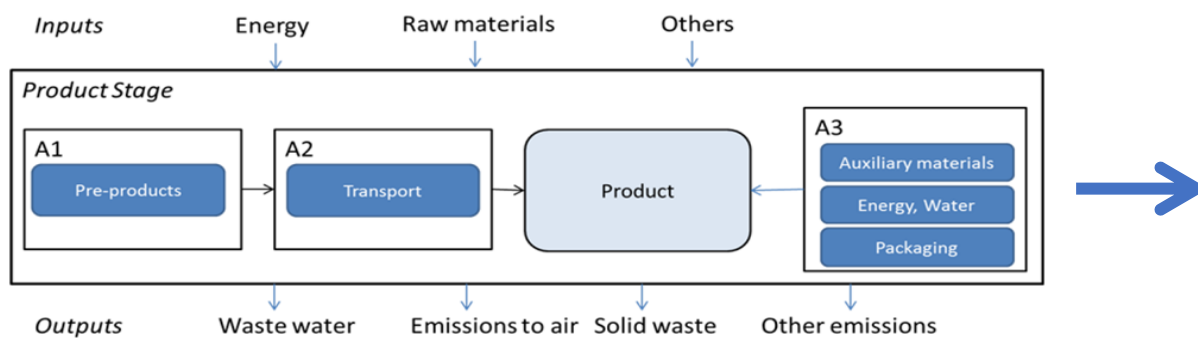 Inputs Energy Raw materials Others
Product Stage
A1
Pre-products
A2
Transport
Product
A3
Auxiliary materials
Energy, Water
Packaging
Outputs Waste water Emissions to air Solid waste Other emissions